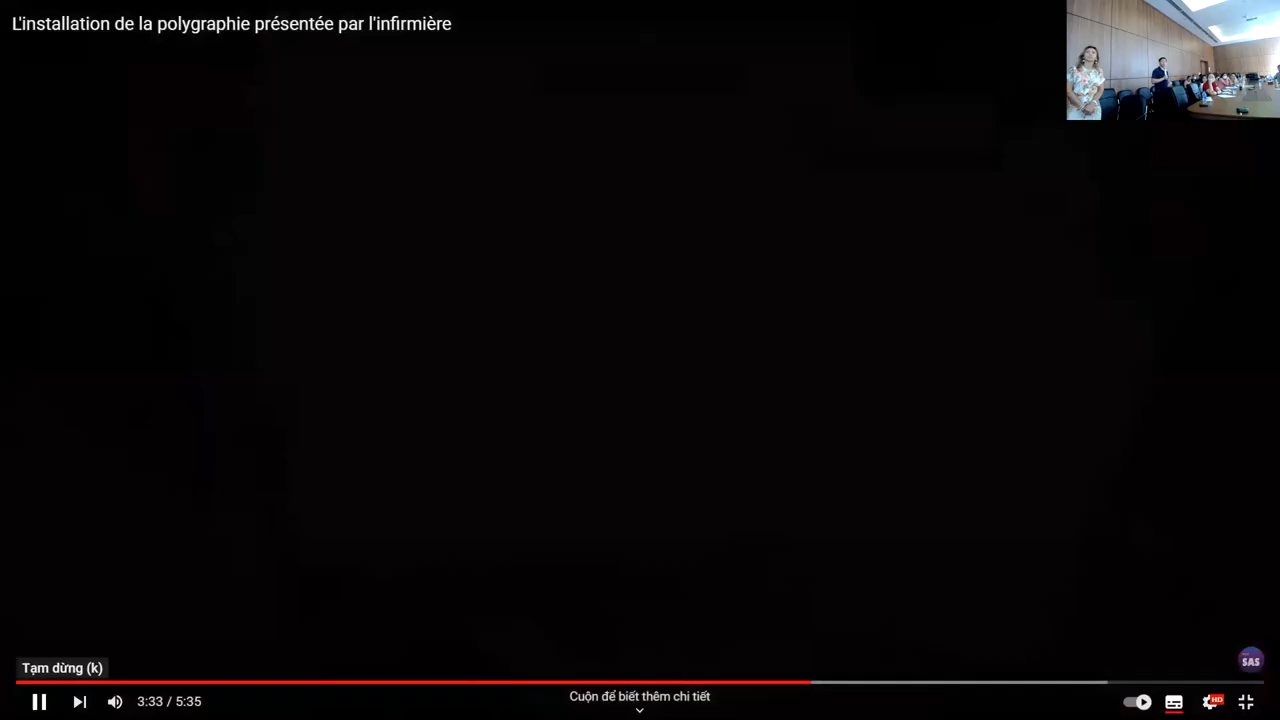 L'installation de la polygraphie présentée par l'infirmière
SAS
Tạm dừng (k)
3:33 / 5:35
Cuộn để biết thêm chi tiết
HD